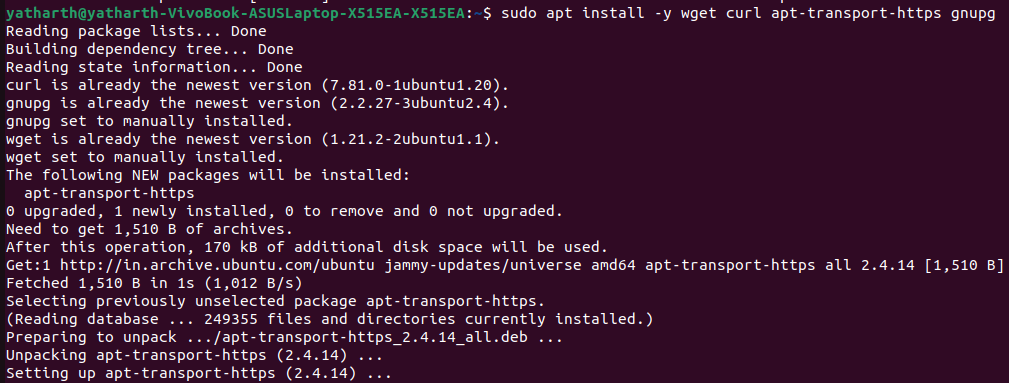 yatharth@yatharth-VivoBook-ASUSLaptop-X515EA-X515EA:~$ sudo apt install -y wget curl apt-transport-https gnupg
Reading package lists... Done
Building dependency tree... Done
Reading state information... Done
curl is already the newest version (7.81.0-1ubuntu1.20).
gnupg is already the newest version (2.2.27-3ubuntu2.4).
gnupg set to manually installed.
wget is already the newest version (1.21.2-2ubuntu1.1).
wget set to manually installed.
The following NEW packages will be installed:
  apt-transport-https
0 upgraded, 1 newly installed, 0 to remove and 0 not upgraded.
Need to get 1,510 B of archives.
After this operation, 170 kB of additional disk space will be used.
Get:1 http://in.archive.ubuntu.com/ubuntu jammy-updates/universe amd64 apt-transport-https all 2.4.14 [1,510 B]
Fetched 1,510 B in 1s (1,012 B/s)
Selecting previously unselected package apt-transport-https.
(Reading database ... 249355 files and directories currently installed.)
Preparing to unpack .../apt-transport-https_2.4.14_all.deb ...
Unpacking apt-transport-https (2.4.14) ...
Setting up apt-transport-https (2.4.14) ...